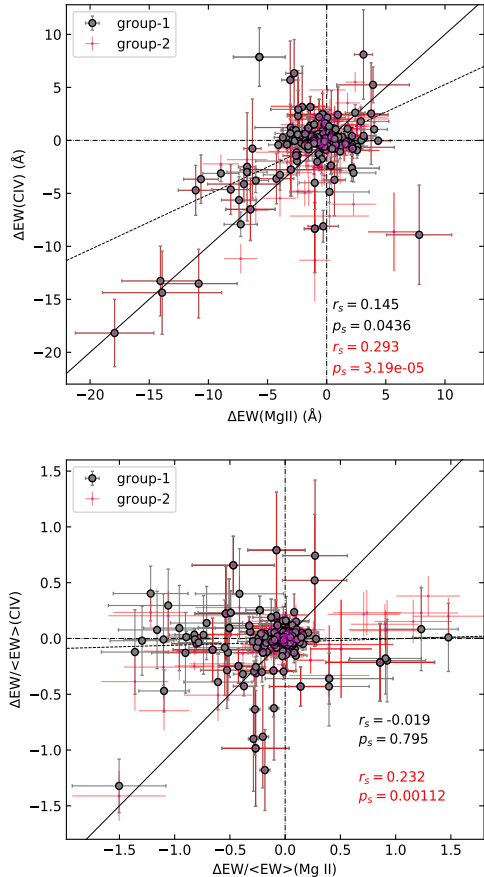 group-1
group-2
10
5
0
−5
−10
−15
−20
ΔEW(CIV) (Å)
r_s = 0.145
p_s = 0.0436
r_s = 0.293
p_s = 3.19e-05
−20 −15 −10 −5 0 5 10
ΔEW(MgII) (Å)
group-1
group-2
1.5
1.0
0.5
0.0
−0.5
−1.0
−1.5
ΔEW/<EW>(CIV)
r_s = -0.019
p_s = 0.795
r_s = 0.232
p_s = 0.00112
−1.5 −1.0 −0.5 0.0 0.5 1.0 1.5
ΔEW/<EW>(Mg II)